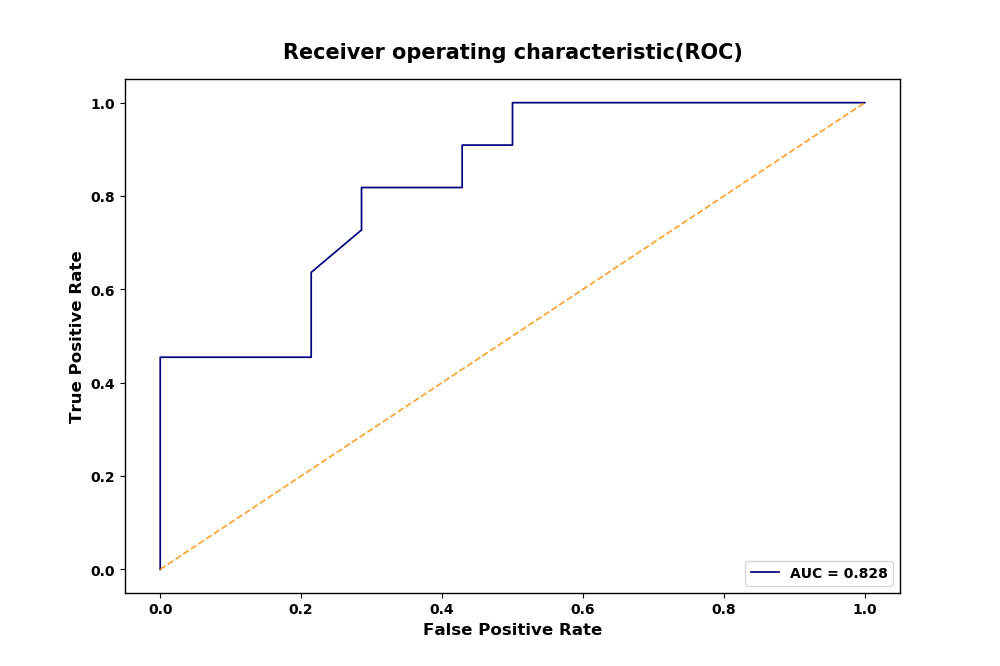 Receiver operating characteristic(ROC)
True Positive Rate
1.0
0.8
0.6
0.4
0.2
0.0
AUC = 0.828
0.0 0.2 0.4 0.6 0.8 1.0
False Positive Rate